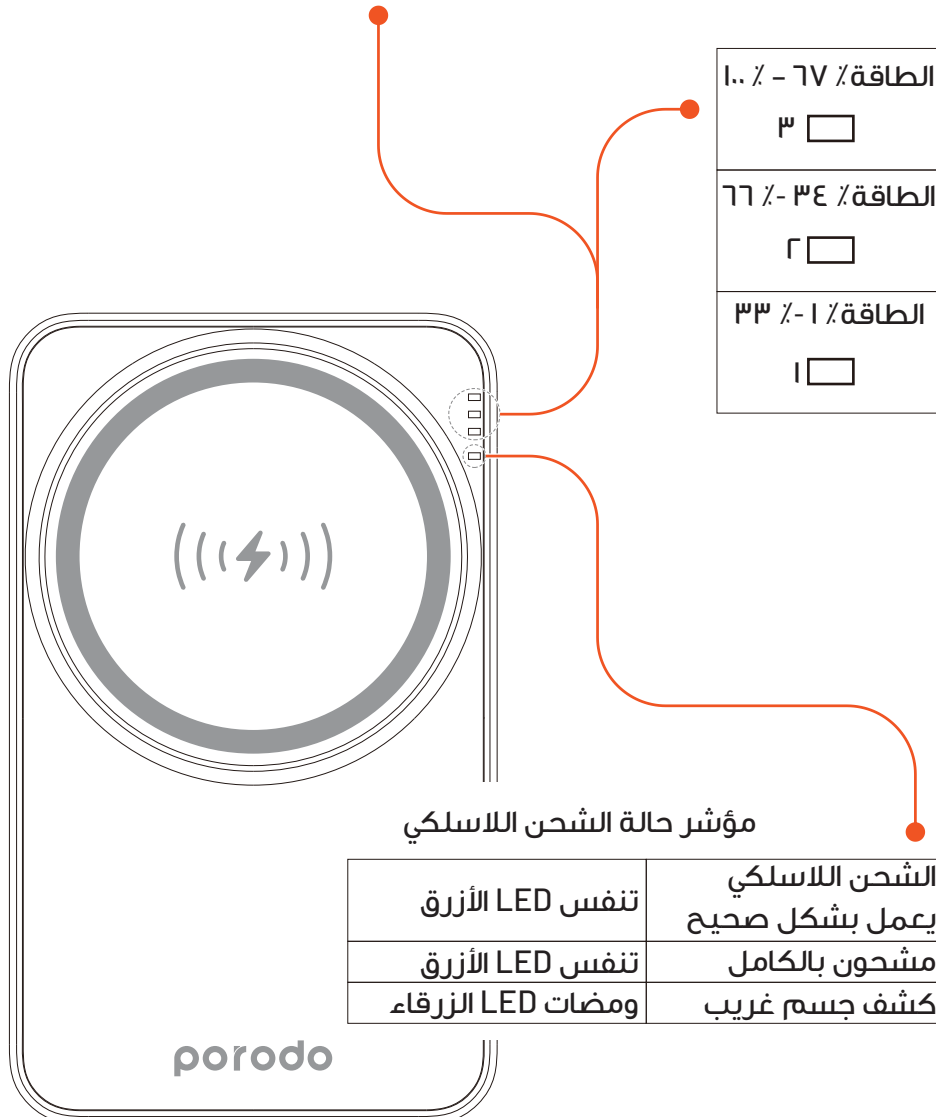 الطاقة٪ ٦٧ - ٪ ١٠٠
٣
الطاقة٪ ٣٤ -٪ ٦٦
٢
الطاقة٪ ١ -٪ ٣٣
١
مؤشر حالة الشحن اللاسلكي
الشحن اللاسلكي
يعمل بشكل صحيح
تنفس LED الأزرق
مشحون بالكامل
تنفس LED الأزرق
كشف جسم غريب
ومضات LED الزرقاء
porodo